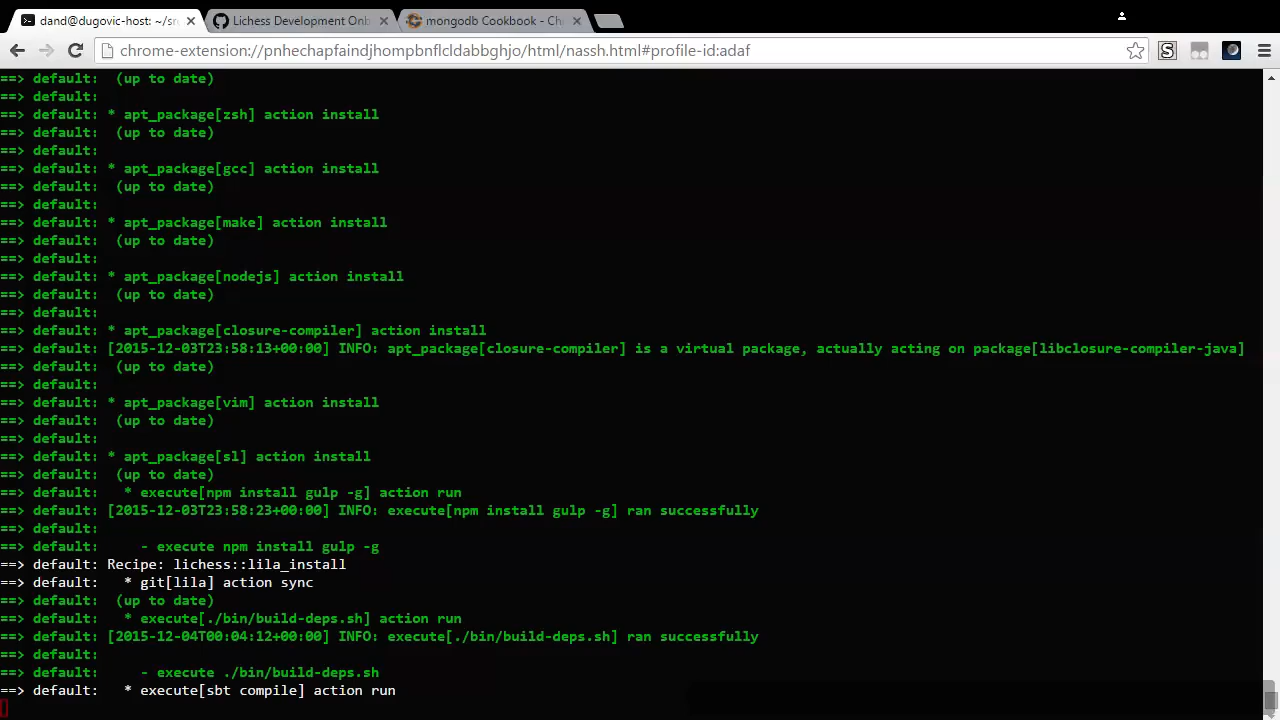 dand@dugovic-host: ~/sr
Lichess Development Onb
mongodb Cookbook - Ch
chrome-extension://pnhechapfaindjhompbnflcldabbghjo/html/nassh.html#profile-id:adaf
==> default:  (up to date)
==> default:
==> default: * apt_package[zsh] action install
==> default:  (up to date)
==> default:
==> default: * apt_package[gcc] action install
==> default:  (up to date)
==> default:
==> default: * apt_package[make] action install
==> default:  (up to date)
==> default:
==> default: * apt_package[nodejs] action install
==> default:  (up to date)
==> default:
==> default: * apt_package[closure-compiler] action install
==> default: [2015-12-03T23:58:13+00:00] INFO: apt_package[closure-compiler] is a virtual package, actually acting on package[libclosure-compiler-java]
==> default:  (up to date)
==> default:
==> default: * apt_package[vim] action install
==> default:  (up to date)
==> default:
==> default: * apt_package[sl] action install
==> default:  (up to date)
==> default:   * execute[npm install gulp -g] action run
==> default: [2015-12-03T23:58:23+00:00] INFO: execute[npm install gulp -g] ran successfully
==> default:
==> default:     - execute npm install gulp -g
==> default: Recipe: lichess::lila_install
==> default:   * git[lila] action sync
==> default:  (up to date)
==> default:   * execute[./bin/build-deps.sh] action run
==> default: [2015-12-04T00:04:12+00:00] INFO: execute[./bin/build-deps.sh] ran successfully
==> default:
==> default:     - execute ./bin/build-deps.sh
==> default:   * execute[sbt compile] action run